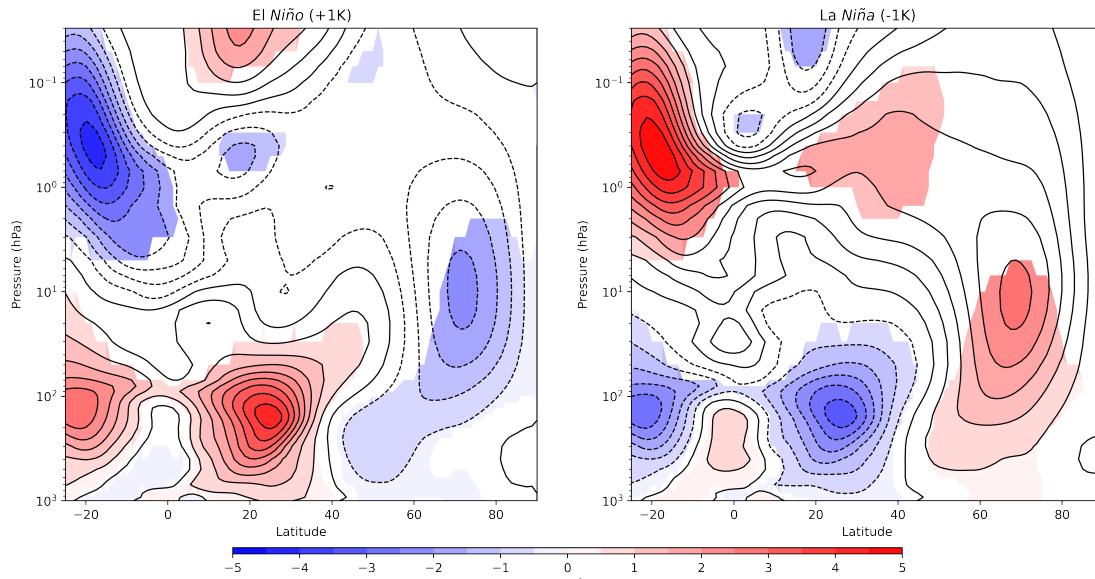 El Niño (+1K)
La Niña (-1K)
Pressure (hPa)
10⁻¹
10⁰
10¹
10²
10³
−20 0 20 40 60 80
Latitude
Pressure (hPa)
10⁻¹
10⁰
10¹
10²
10³
−20 0 20 40 60 80
Latitude
−5 −4 −3 −2 −1 0 1 2 3 4 5